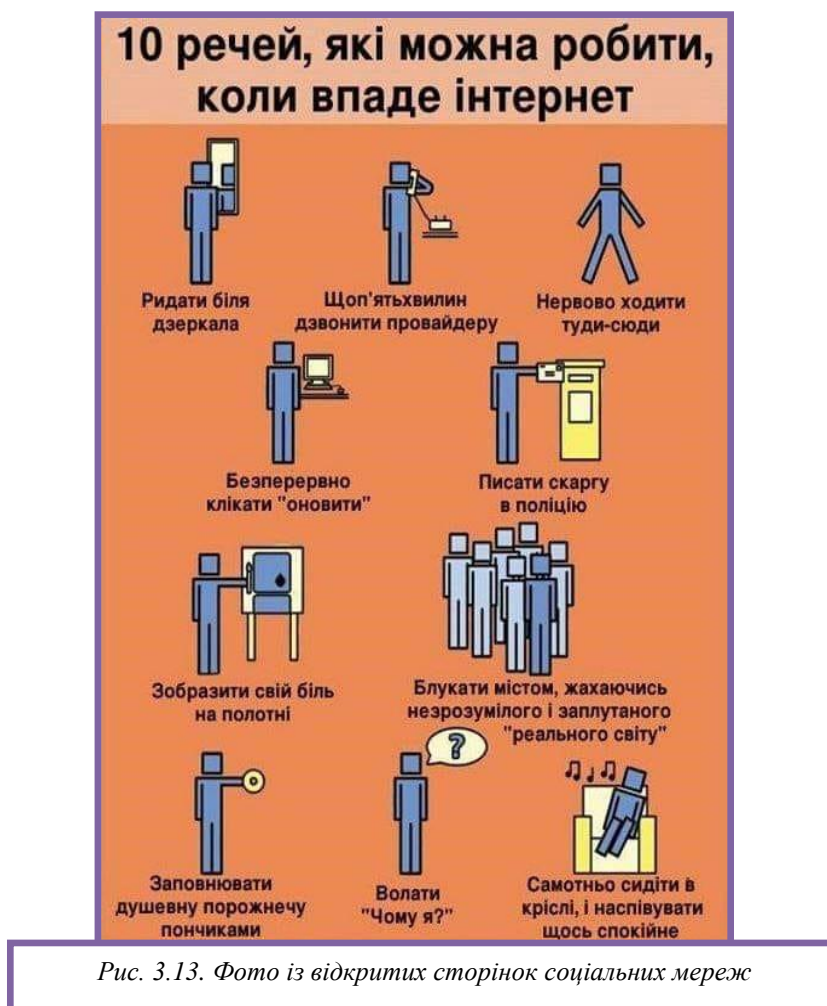 10 речей, які можна робити,
коли впаде інтернет
Ридати біля
дзеркала
Щоп'ятьхвилин
дзвонити провайдеру
Нервово ходити
туди-сюди
Безперервно
клікати "оновити"
Писати скаргу
в поліцію
Зобразити свій біль
на полотні
Блукати містом, жахаючись
незрозумілого і заплутаного
"реального світу"
?
Заповнювати
душевну порожнечу
пончиками
Волати
"Чому я?"
Самотньо сидіти в
кріслі, і наспівувати
щось спокійне
Рис. 3.13. Фото із відкритих сторінок соціальних мереж